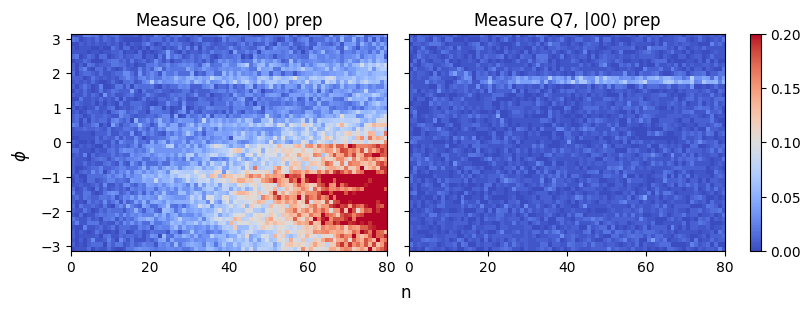 Measure Q6, |00⟩ prep
Measure Q7, |00⟩ prep
3
2
1
0
−1
−2
−3
ϕ
0 20 40 60 80
0 20 40 60 80
n
0.20
0.15
0.10
0.05
0.00